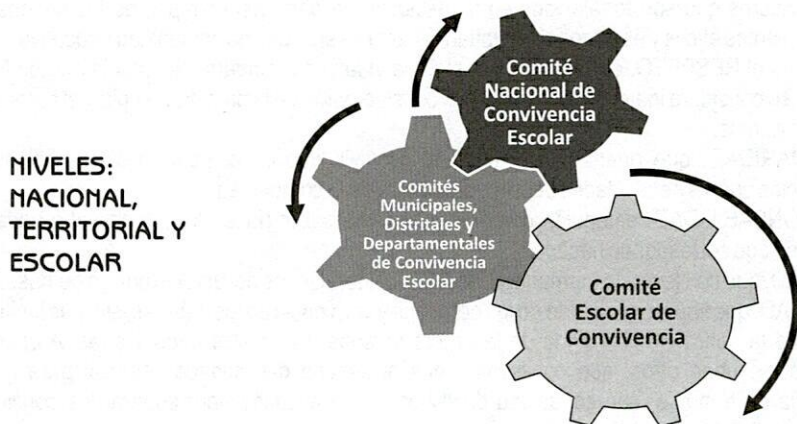 NIVELES:
NACIONAL,
TERRITORIAL Y
ESCOLAR
Comité
Nacional de
Convivencia
Escolar
Comités
Municipales,
Distritales y
Departamentales
de Convivencia
Escolar
Comité
Escolar de
Convivencia